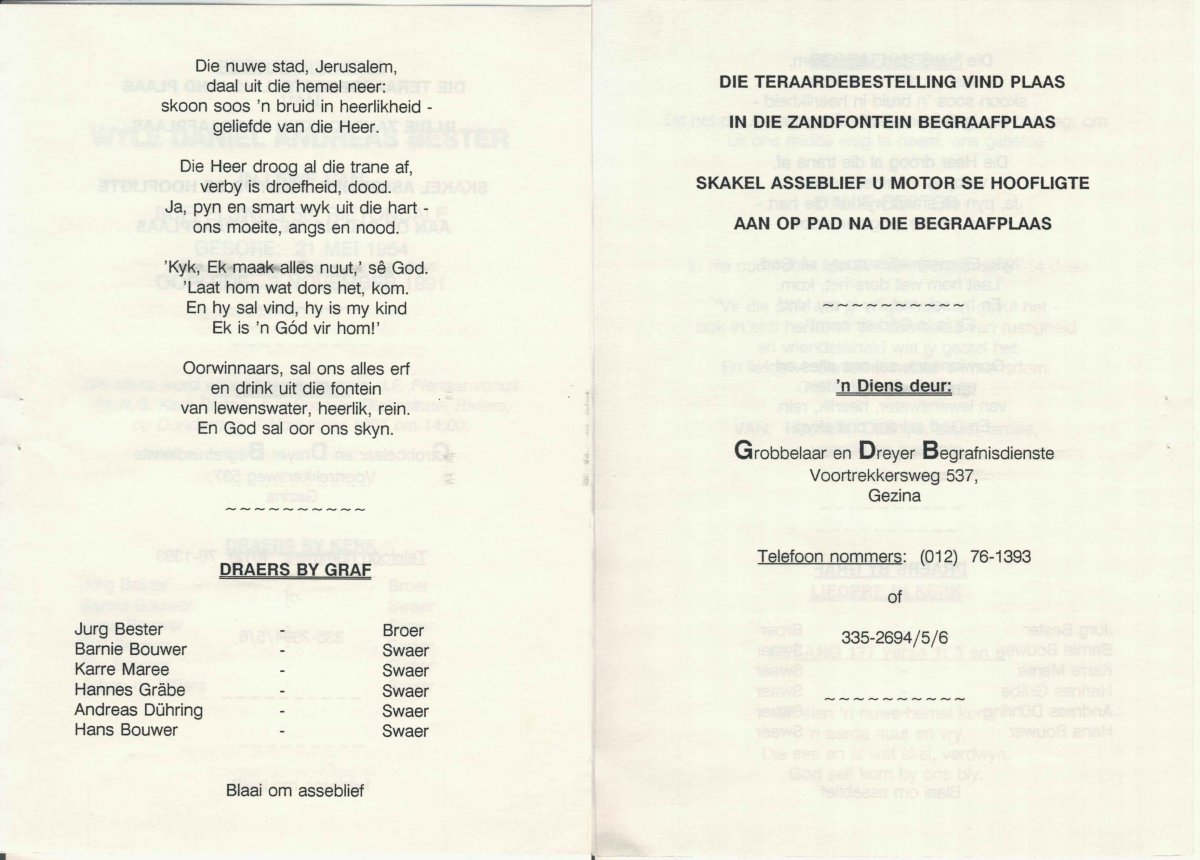 Die nuwe stad, Jerusalem,
daal uit die hemel neer:
skoon soos 'n bruid in heerlikheid -
geliefde van die Heer.
Die Heer droog al die trane af,
verby is droefheid, dood.
Ja, pyn en smart wyk uit die hart -
ons moeite, angs en nood.
'Kyk, Ek maak alles nuut,' sê God.
'Laat hom wat dors het, kom.
En hy sal vind, hy is my kind
Ek is 'n Gód vir hom!'
Oorwinnaars, sal ons alles erf
en drink uit die fontein
van lewenswater, heerlik, rein.
En God sal oor ons skyn.
~~~~~~~~~~
DRAERS BY GRAF
Jurg Bester - Broer
Barnie Bouwer - Swaer
Karre Maree - Swaer
Hannes Gräbe - Swaer
Andreas Dühring - Swaer
Hans Bouwer - Swaer
Blaai om asseblief
DIE TERAARDEBESTELLING VIND PLAAS
IN DIE ZANDFONTEIN BEGRAAFPLAAS
SKAKEL ASSEBLIEF U MOTOR SE HOOFLIGTE
AAN OP PAD NA DIE BEGRAAFPLAAS
~~~~~~~~~~
'n Diens deur:
Grobbelaar en Dreyer Begrafnisdienste
Voortrekkersweg 537,
Gezina
Telefoon nommers: (012) 76-1393
of
335-2694/5/6
~~~~~~~~~~